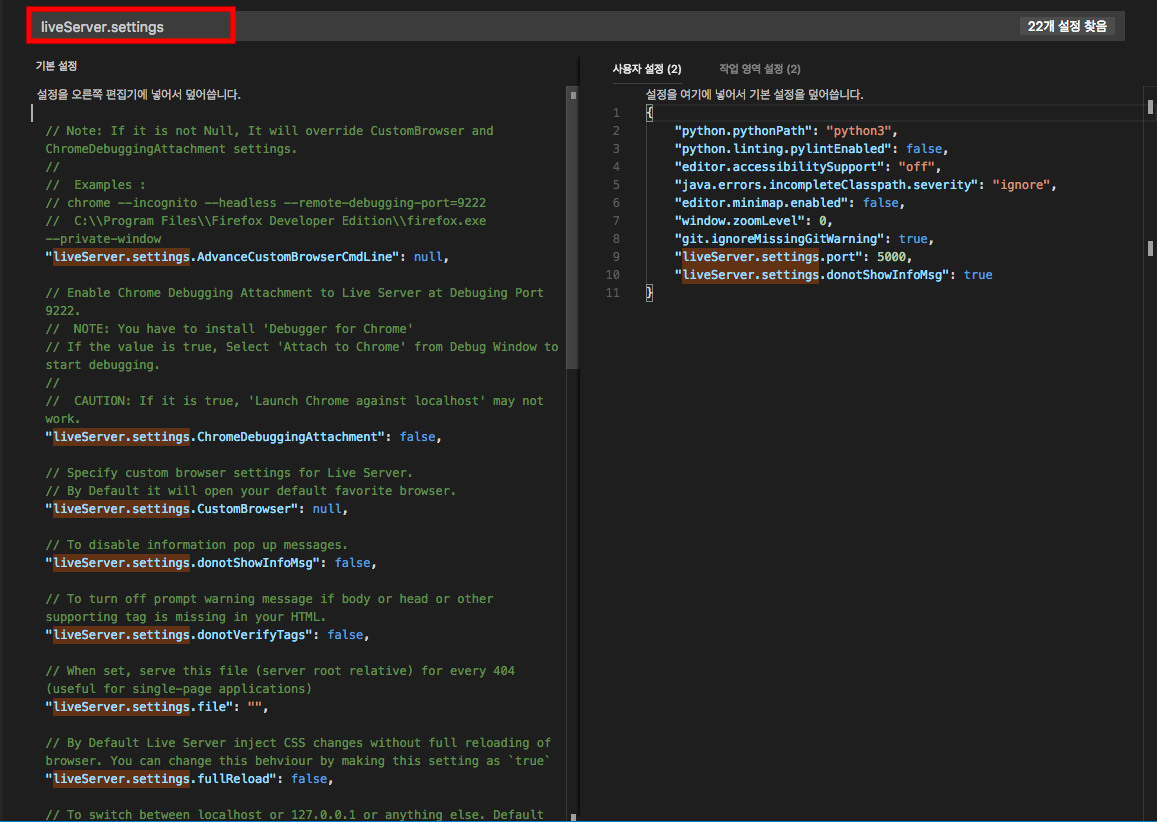 liveServer.settings
22개 설정 찾음
기본 설정
설정을 오른쪽 편집기에 넣어서 덮어씁니다.
// Note: If it is not Null, It will override CustomBrowser and
ChromeDebuggingAttachment settings.
//
//  Examples :
// chrome --incognito --headless --remote-debugging-port=9222
//  C:\\Program Files\\Firefox Developer Edition\\firefox.exe
--private-window
"liveServer.settings.AdvanceCustomBrowserCmdLine": null,
// Enable Chrome Debugging Attachment to Live Server at Debuging Port
9222.
//  NOTE: You have to install 'Debugger for Chrome'
// If the value is true, Select 'Attach to Chrome' from Debug Window to
start debugging.
//
//  CAUTION: If it is true, 'Launch Chrome against localhost' may not
work.
"liveServer.settings.ChromeDebuggingAttachment": false,
// Specify custom browser settings for Live Server.
// By Default it will open your default favorite browser.
"liveServer.settings.CustomBrowser": null,
// To disable information pop up messages.
"liveServer.settings.donotShowInfoMsg": false,
// To turn off prompt warning message if body or head or other
supporting tag is missing in your HTML.
"liveServer.settings.donotVerifyTags": false,
// When set, serve this file (server root relative) for every 404
(useful for single-page applications)
"liveServer.settings.file": "",
// By Default Live Server inject CSS changes without full reloading of
browser. You can change this behviour by making this setting as `true`
"liveServer.settings.fullReload": false,
// To switch between localhost or 127.0.0.1 or anything else. Default
사용자 설정 (2) 작업 영역 설정 (2)
설정을 여기에 넣어서 기본 설정을 덮어씁니다.
1 {
2 "python.pythonPath": "python3",
3 "python.linting.pylintEnabled": false,
4 "editor.accessibilitySupport": "off",
5 "java.errors.incompleteClasspath.severity": "ignore",
6 "editor.minimap.enabled": false,
7 "window.zoomLevel": 0,
8 "git.ignoreMissingGitWarning": true,
9 "liveServer.settings.port": 5000,
10 "liveServer.settings.donotShowInfoMsg": true
11 }